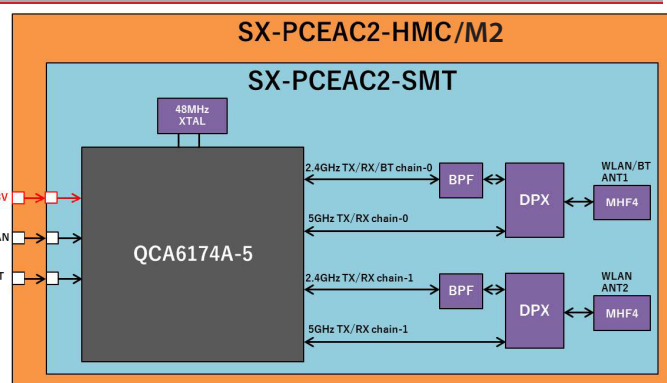 SX-PCEAC2-HMC/M2
SX-PCEAC2-SMT
48MHz
XTAL
2.4GHz TX/RX/BT chain-0
BPF
DPX
WLAN/BT
ANT1
MHF4
5GHz TX/RX chain-0
QCA6174A-5
2.4GHz TX/RX chain-1
BPF
DPX
WLAN
ANT2
MHF4
5GHz TX/RX chain-1